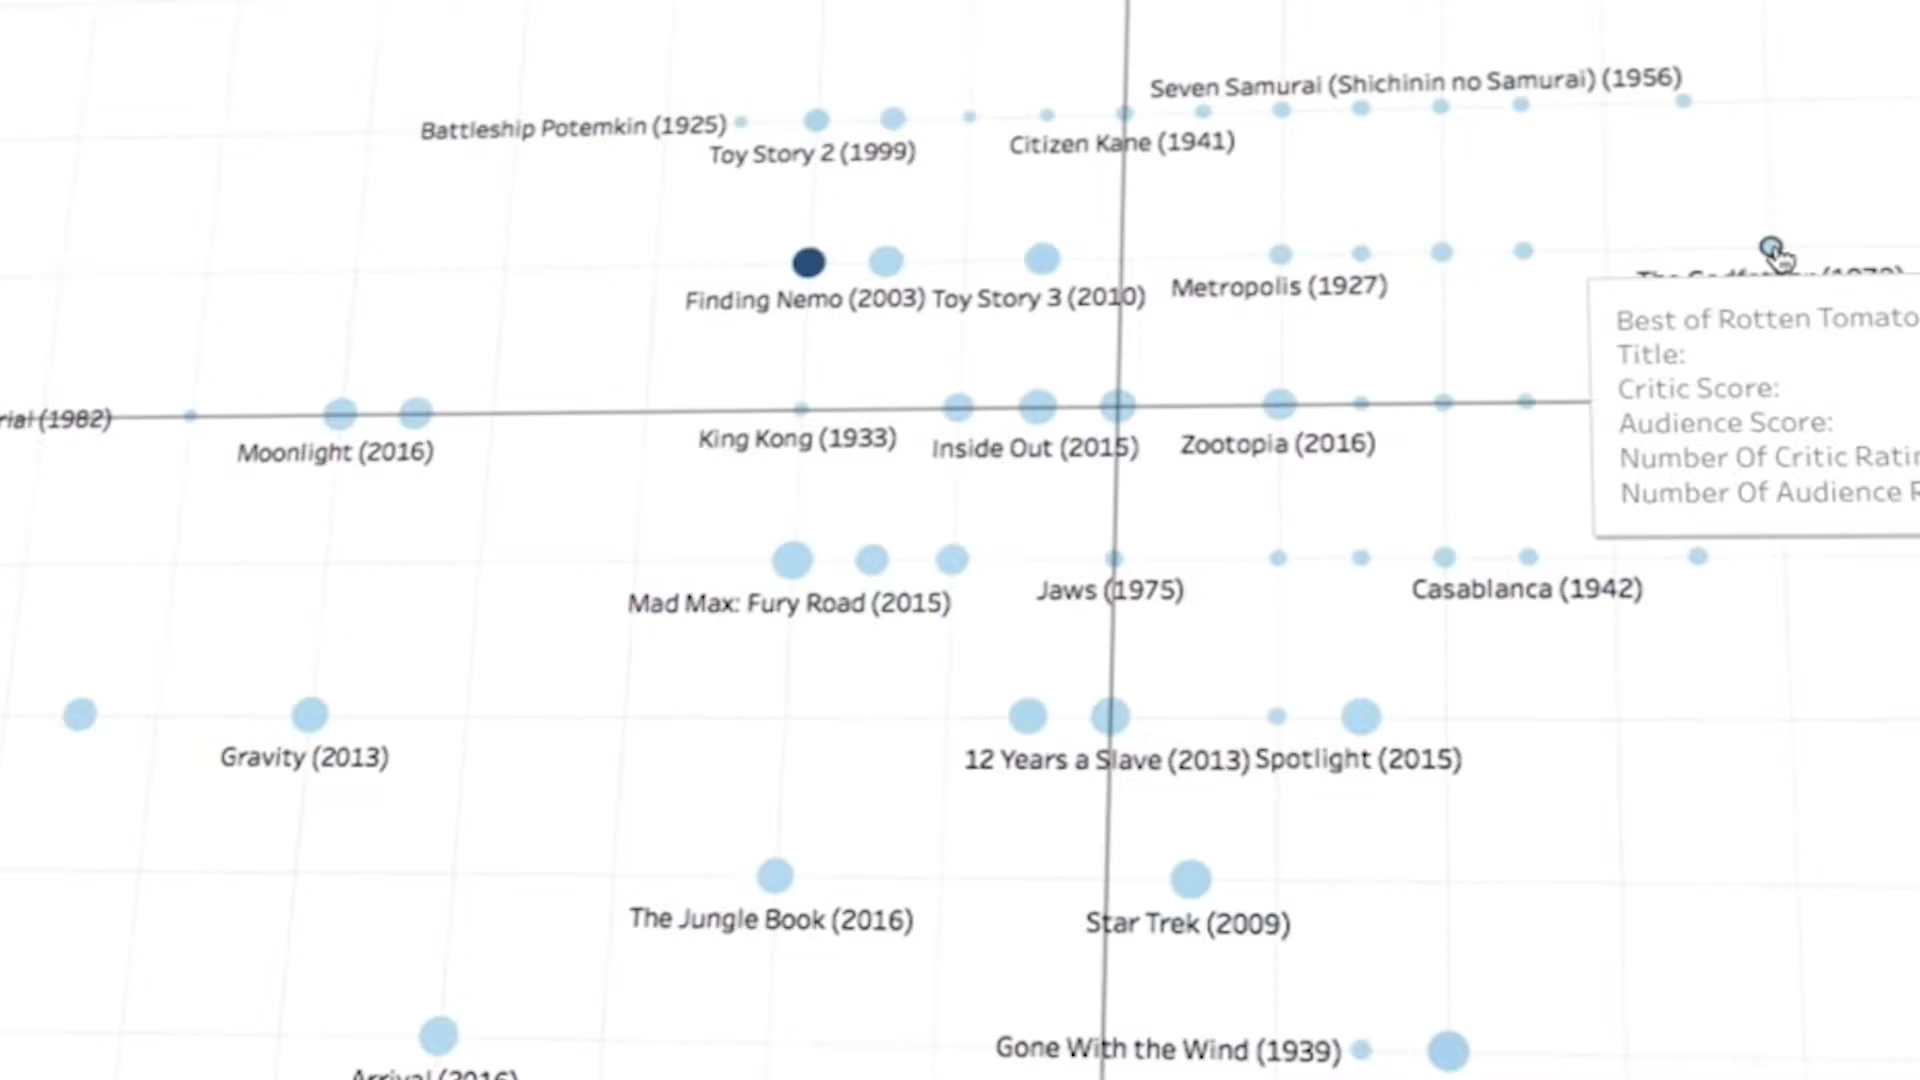 Seven Samurai (Shichinin no Samurai) (1956)
Battleship Potemkin (1925)
Toy Story 2 (1999)
Citizen Kane (1941)
Finding Nemo (2003)
Toy Story 3 (2010)
Metropolis (1927)
Best of Rotten Tomato
Title:
Critic Score:
Audience Score:
Number Of Critic Ratin
Number Of Audience R
rial (1982)
Moonlight (2016)
King Kong (1933)
Inside Out (2015)
Zootopia (2016)
Mad Max: Fury Road (2015)
Jaws (1975)
Casablanca (1942)
Gravity (2013)
12 Years a Slave (2013)
Spotlight (2015)
The Jungle Book (2016)
Star Trek (2009)
Gone With the Wind (1939)
Arrival (2016)